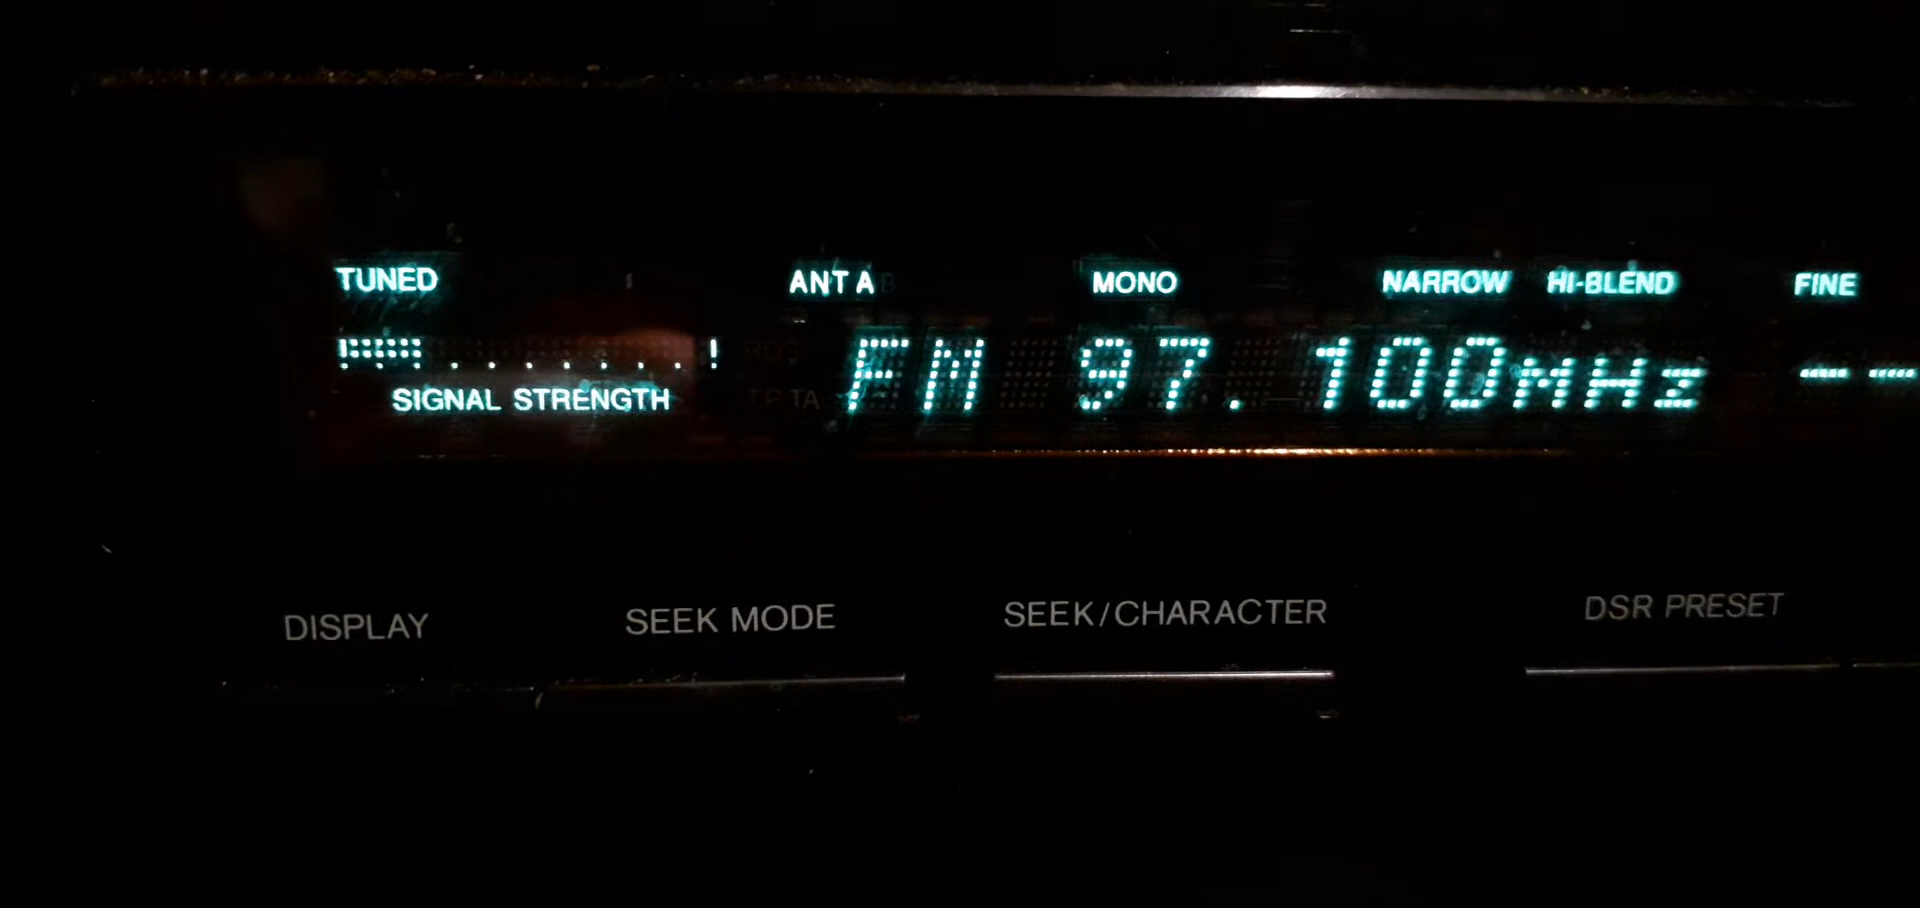 TUNED ANT A MONO NARROW HI-BLEND FINE
FM 97.100MHz --
SIGNAL STRENGTH
DISPLAY SEEK MODE SEEK/CHARACTER DSR PRESET